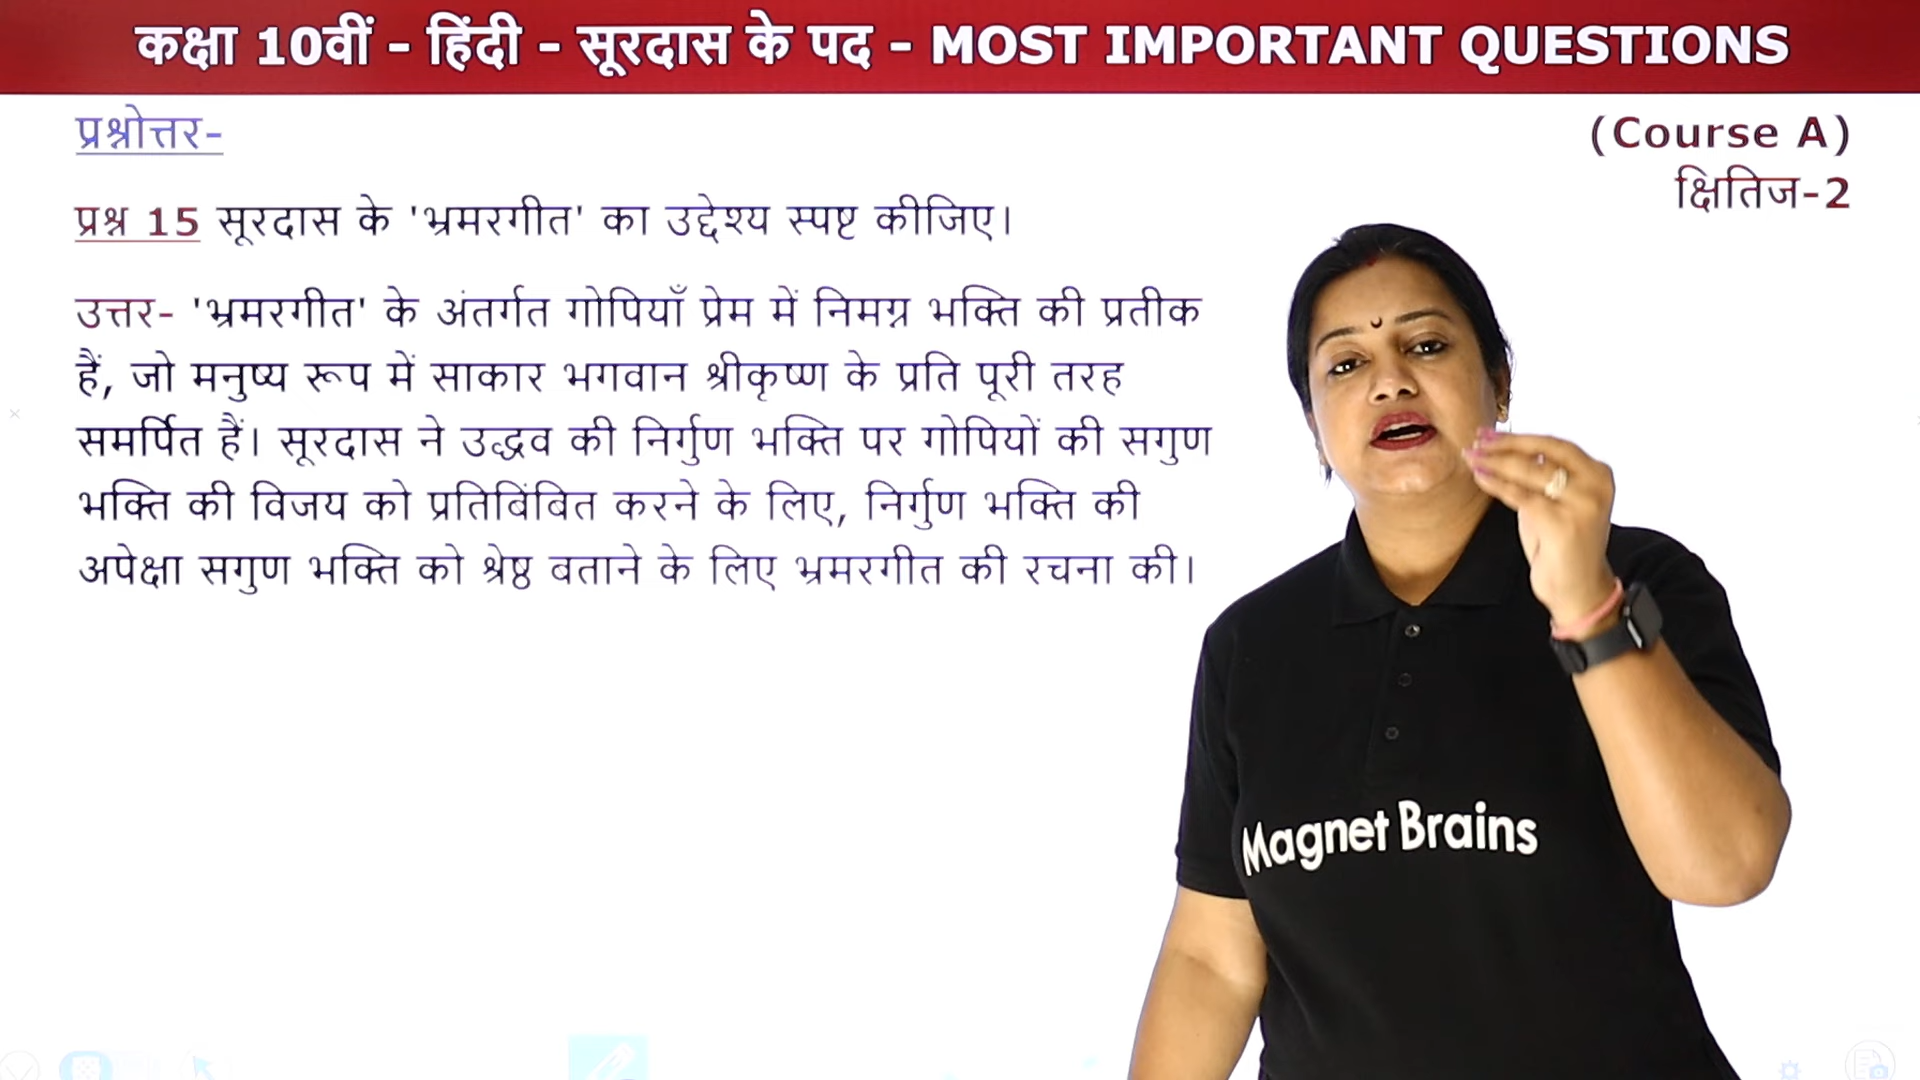 कक्षा 10वीं - हिंदी - सूरदास के पद - MOST IMPORTANT QUESTIONS
प्रश्नोत्तर-
(Course A)
क्षितिज-2
प्रश्न 15 सूरदास के 'भ्रमरगीत' का उद्देश्य स्पष्ट कीजिए।
उत्तर- 'भ्रमरगीत' के अंतर्गत गोपियाँ प्रेम में निमग्न भक्ति की प्रतीक
हैं, जो मनुष्य रूप में साकार भगवान श्रीकृष्ण के प्रति पूरी तरह
समर्पित हैं। सूरदास ने उद्धव की निर्गुण भक्ति पर गोपियों की सगुण
भक्ति की विजय को प्रतिबिंबित करने के लिए, निर्गुण भक्ति की
अपेक्षा सगुण भक्ति को श्रेष्ठ बताने के लिए भ्रमरगीत की रचना की।
Magnet Brains